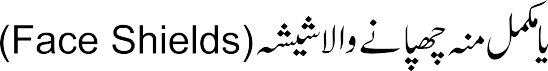 یا مکمل منہ چھپانے والا شیشہ (Face Shields)